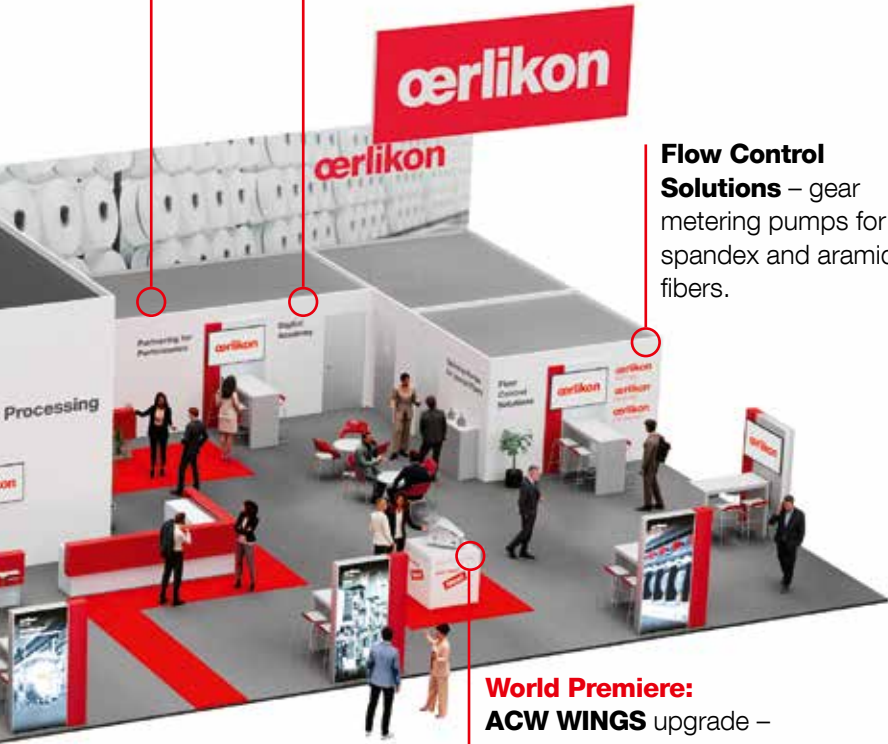 œrlikon
œrlikon
Flow Control
Solutions – gear
metering pumps for
spandex and aramid
fibers.
Partnering for
Performance
œrlikon
Digital
Academy
Processing
Flow
Control
Solutions
œrlikon
œrlikon
œrlikon
œrlikon
œrlikon
World Premiere:
ACW WINGS upgrade –